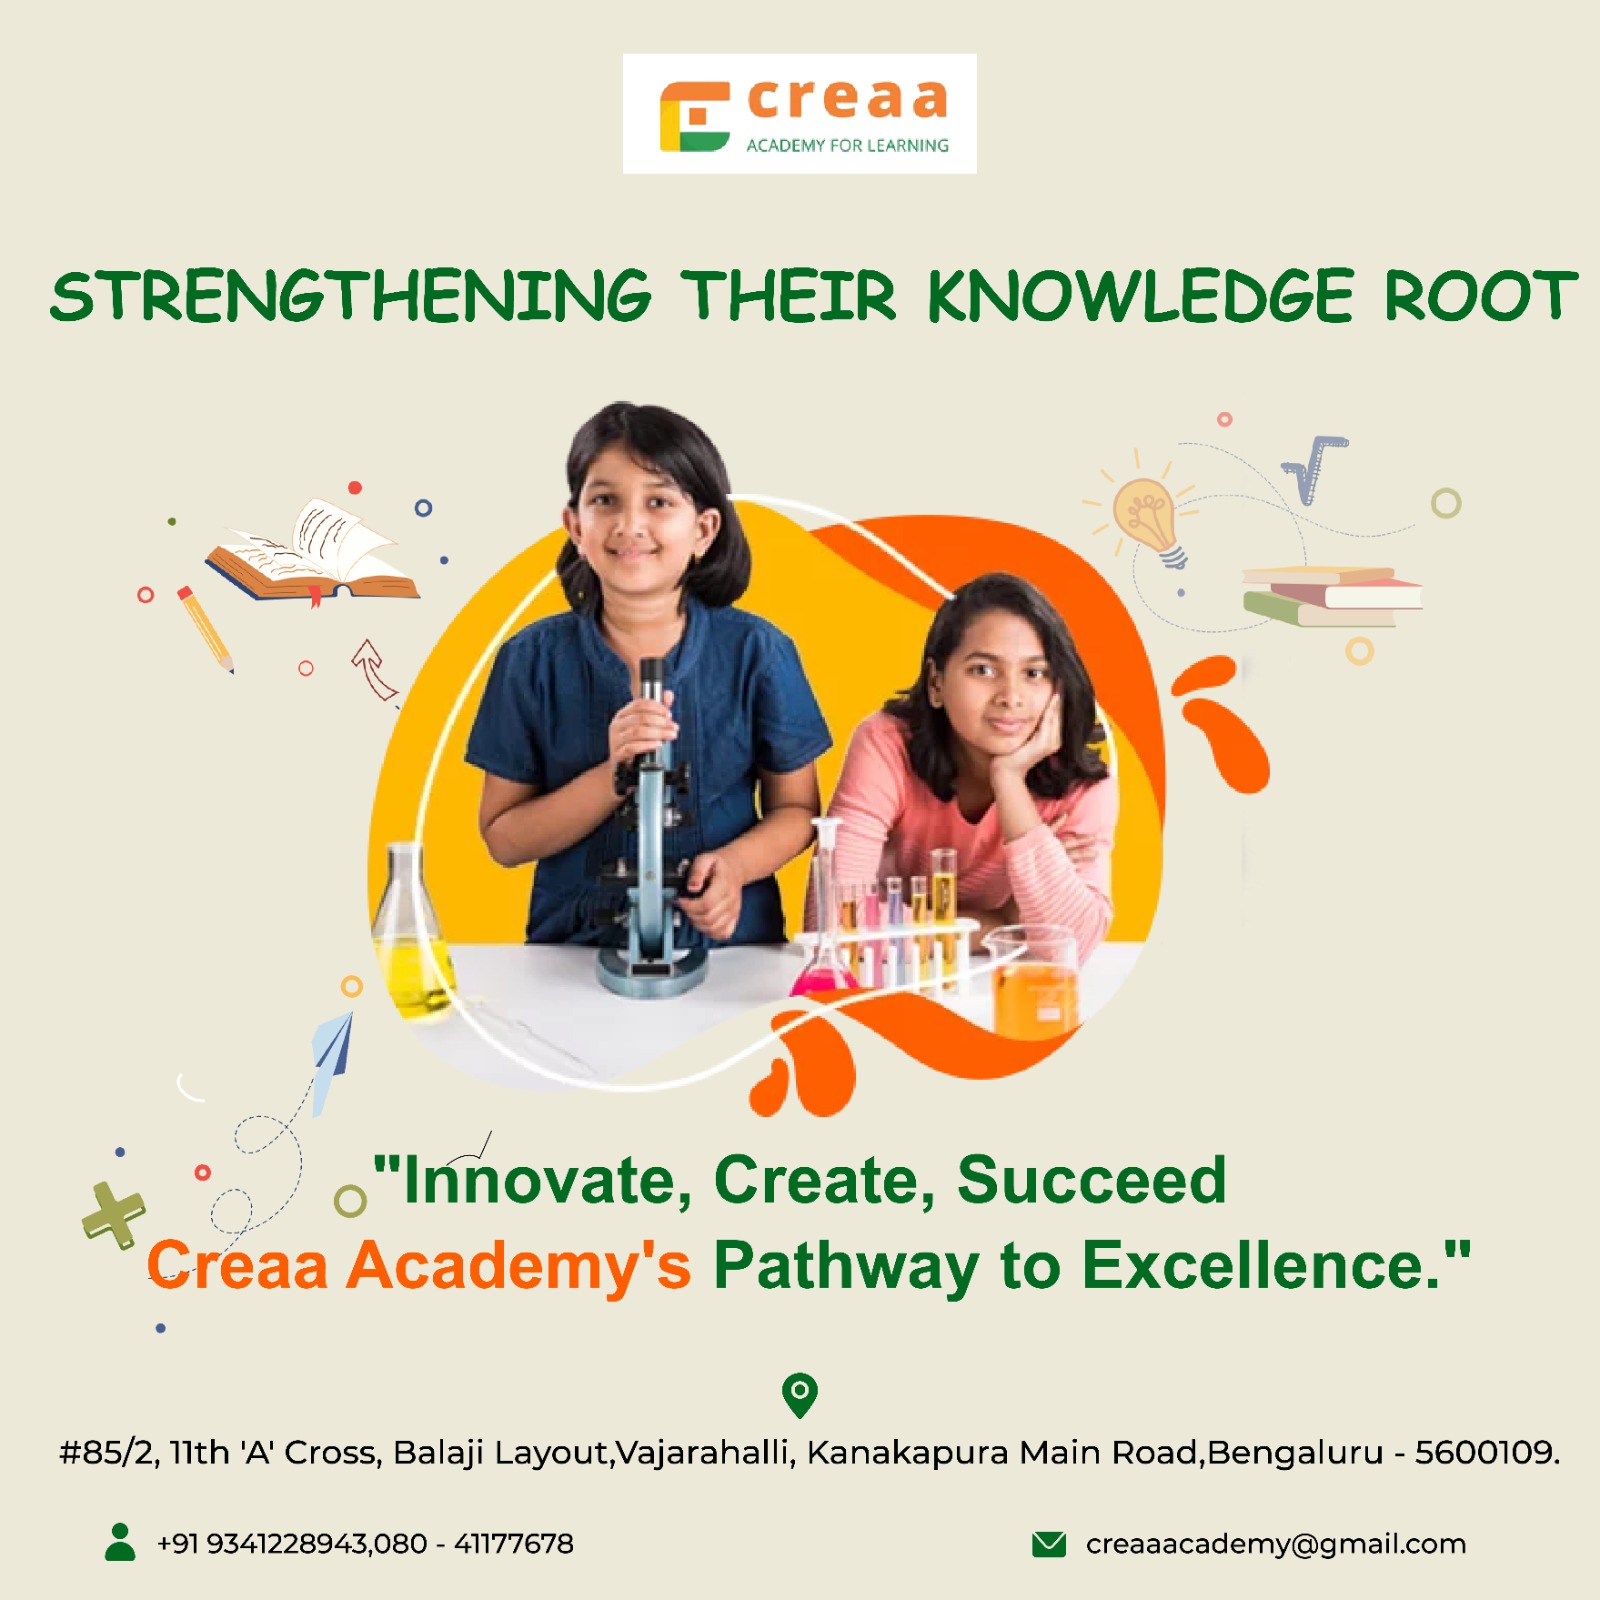 creaa
ACADEMY FOR LEARNING
STRENGTHENING THEIR KNOWLEDGE ROOT
"Innovate, Create, Succeed
Creaa Academy's Pathway to Excellence."
#85/2, 11th 'A' Cross, Balaji Layout,Vajarahalli, Kanakapura Main Road,Bengaluru - 5600109.
+91 9341228943,080 - 41177678
creaaacademy@gmail.com